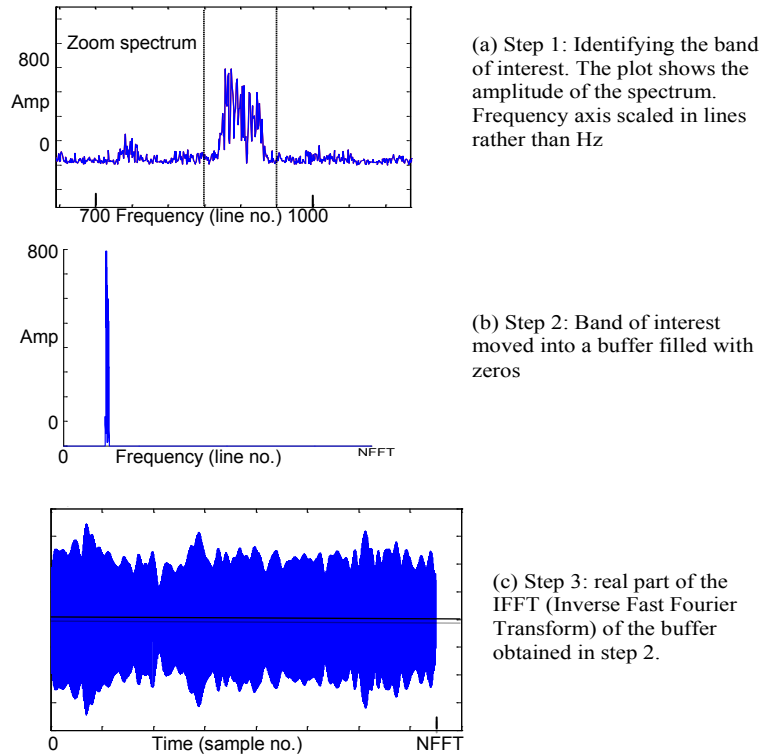 Zoom spectrum
800
Amp
0
700 Frequency (line no.) 1000
(a) Step 1: Identifying the band
of interest. The plot shows the
amplitude of the spectrum.
Frequency axis scaled in lines
rather than Hz
800
Amp
0
0 Frequency (line no.) NFFT
(b) Step 2: Band of interest
moved into a buffer filled with
zeros
0 Time (sample no.) NFFT
(c) Step 3: real part of the
IFFT (Inverse Fast Fourier
Transform) of the buffer
obtained in step 2.